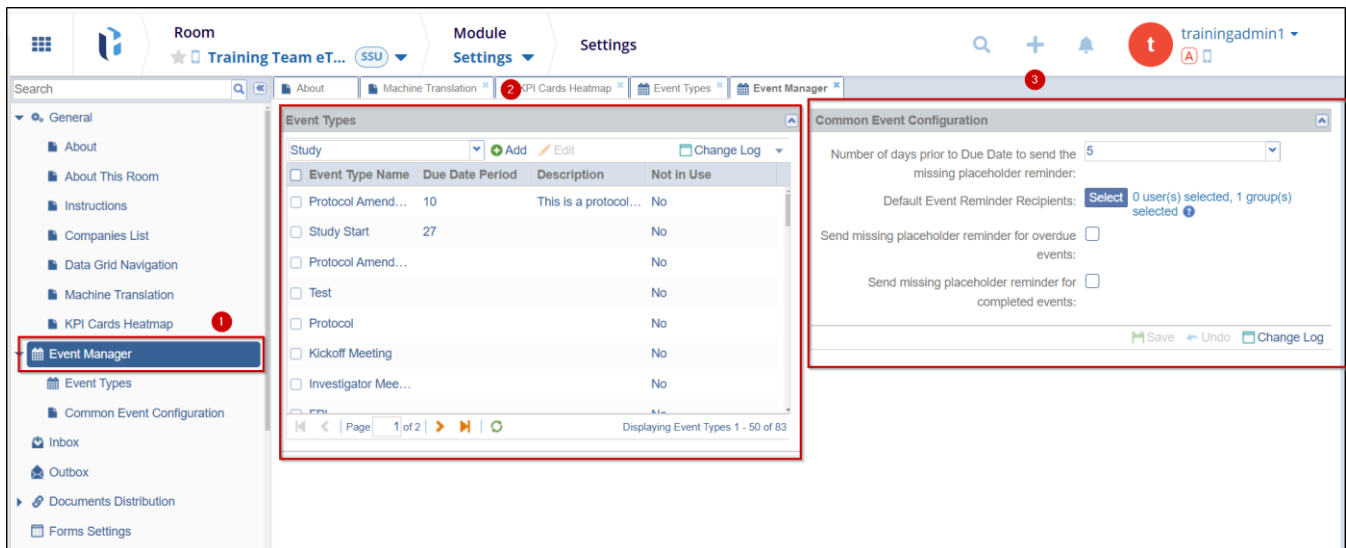 Room
Training Team eT... SSU
Module
Settings
Settings
t
trainingadmin1
A
Search
About
Machine Translation
2
KPI Cards Heatmap
Event Types
Event Manager
3
General
About
About This Room
Instructions
Companies List
Data Grid Navigation
Machine Translation
KPI Cards Heatmap
1
Event Manager
Event Types
Common Event Configuration
Inbox
Outbox
Documents Distribution
Forms Settings
Event Types
Study Add Edit Change Log
Event Type Name Due Date Period Description Not in Use
Protocol Amend... 10 This is a protocol... No
Study Start 27 No
Protocol Amend... No
Test No
Protocol No
Kickoff Meeting No
Investigator Mee... No
FPI No
Page 1 of 2 Displaying Event Types 1 - 50 of 83
Common Event Configuration
Number of days prior to Due Date to send the 5
missing placeholder reminder:
Default Event Reminder Recipients: Select 0 user(s) selected, 1 group(s)
selected ?
Send missing placeholder reminder for overdue
events:
Send missing placeholder reminder for
completed events:
Save Undo Change Log